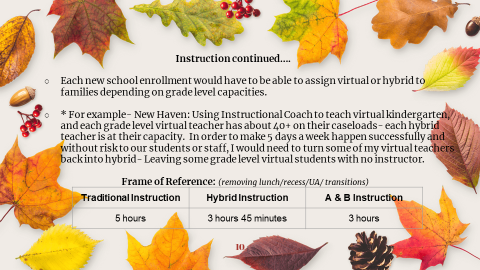 Instruction continued....
○ Each new school enrollment would have to be able to assign virtual or hybrid to
families depending on grade level capacities.
○ * For example- New Haven: Using Instructional Coach to teach virtual kindergarten,
and each grade level virtual teacher has about 40+ on their caseloads- each hybrid
teacher is at their capacity. In order to make 5 days a week happen successfully and
without risk to our students or staff, I would need to turn some of my virtual teachers
back into hybrid- Leaving some grade level virtual students with no instructor.
Frame of Reference: (removing lunch/recess/UA/ transitions)
Traditional Instruction Hybrid Instruction A & B Instruction
5 hours 3 hours 45 minutes 3 hours
10